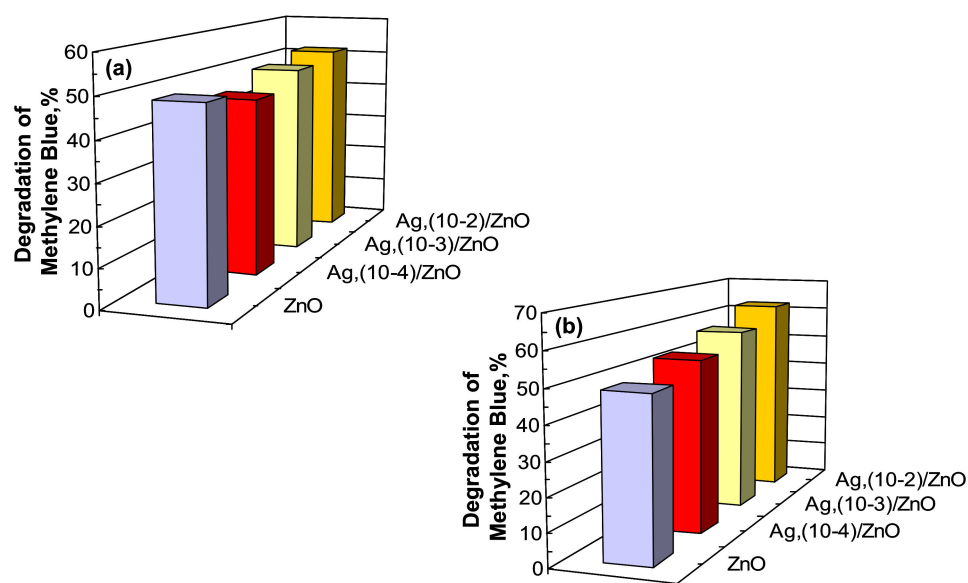 (a)
Degradation of
Methylene Blue,%
60
50
40
30
20
10
0
Ag,(10-2)/ZnO
Ag,(10-3)/ZnO
Ag,(10-4)/ZnO
ZnO
(b)
Degradation of
Methylene Blue,%
70
60
50
40
30
20
10
0
Ag,(10-2)/ZnO
Ag,(10-3)/ZnO
Ag,(10-4)/ZnO
ZnO